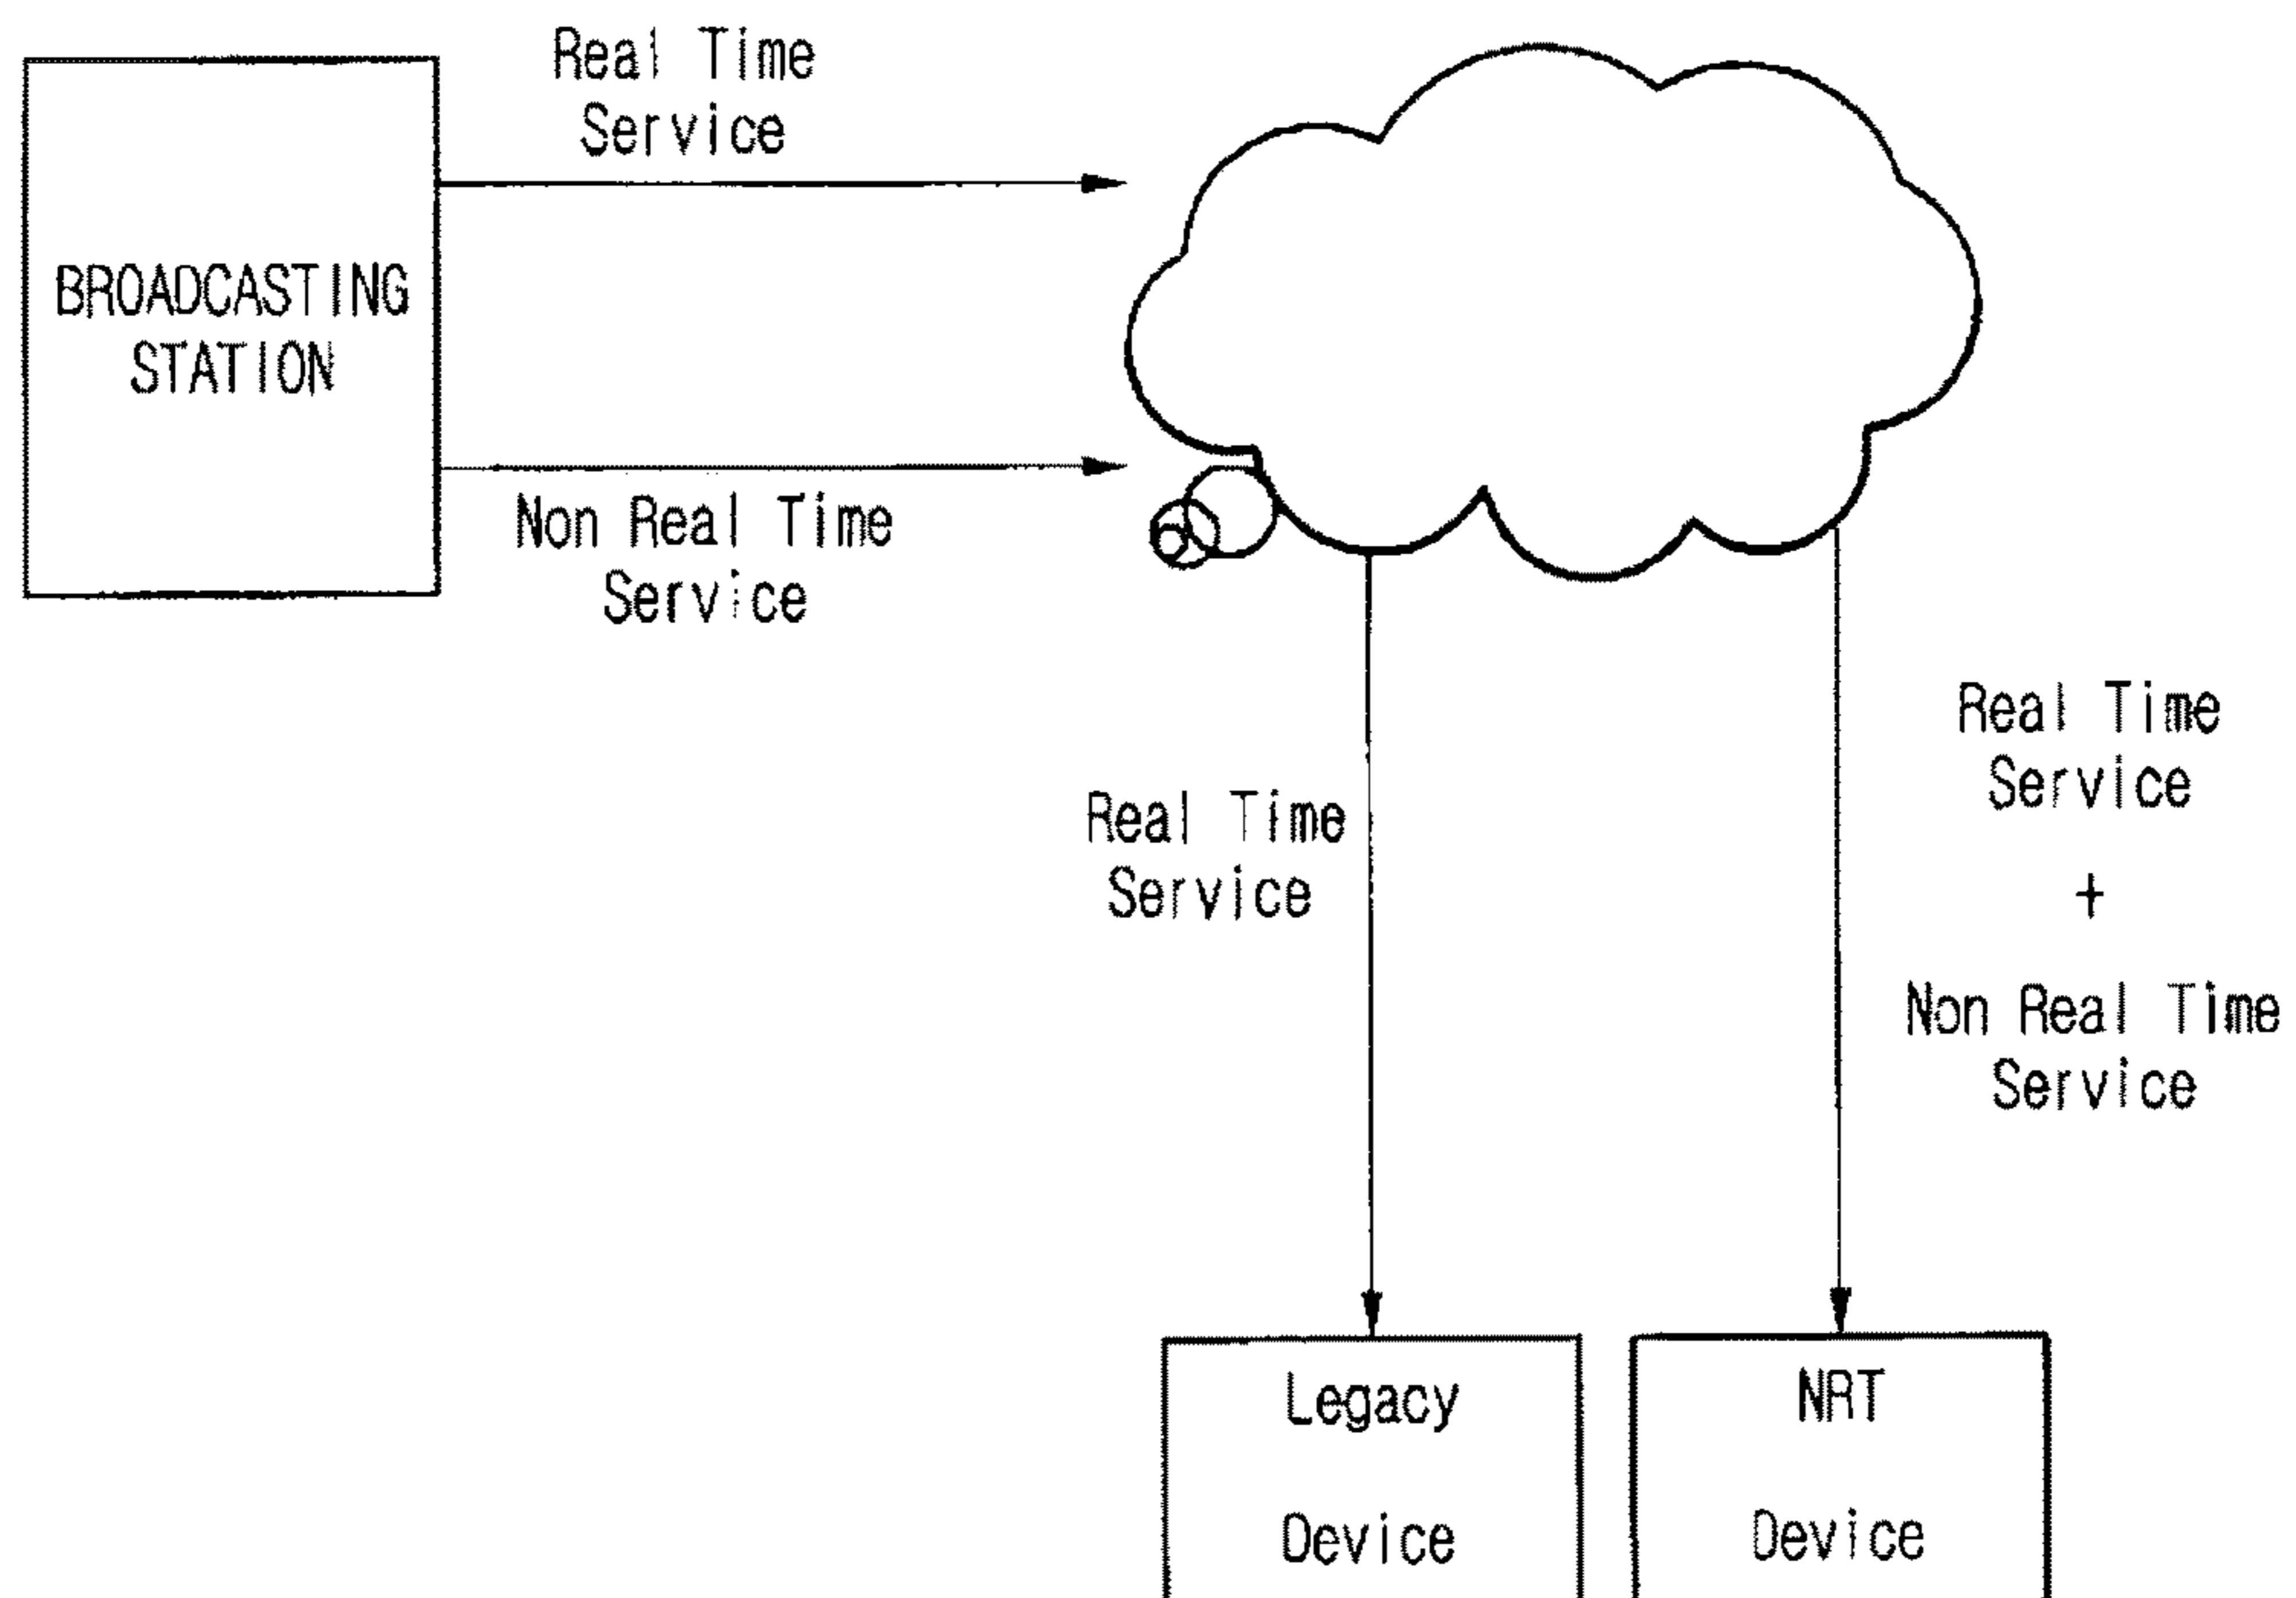 Real Time
Service
BROADCASTING
STATION
Non Real Time
Service
Real Time
Service
Real Time
Service
+
Non Real Time
Service
Legacy
Device
NRT
Device